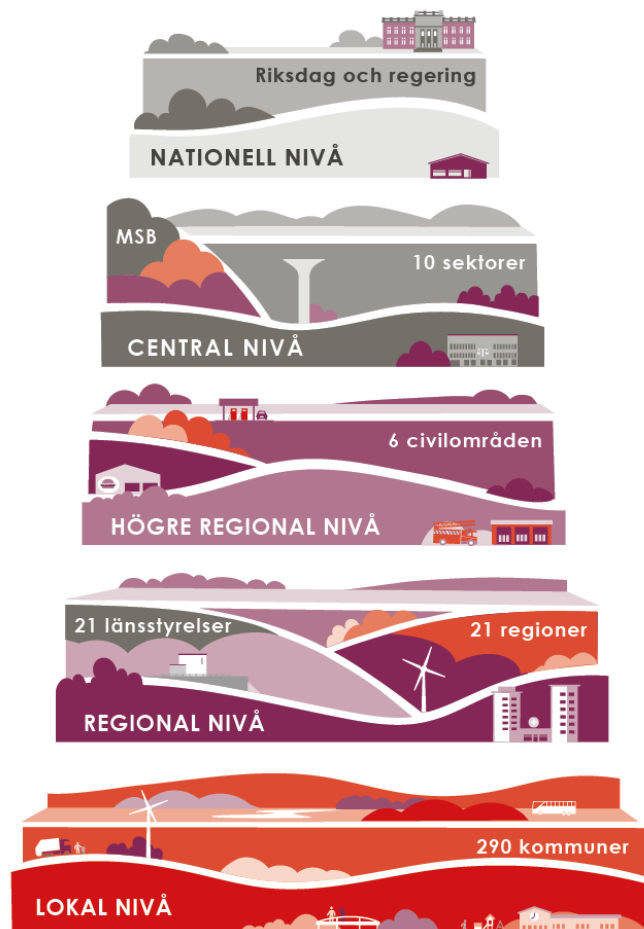 Riksdag och regering
NATIONELL NIVÅ
MSB
10 sektorer
CENTRAL NIVÅ
6 civilområden
HÖGRE REGIONAL NIVÅ
21 länsstyrelser
21 regioner
REGIONAL NIVÅ
290 kommuner
LOKAL NIVÅ